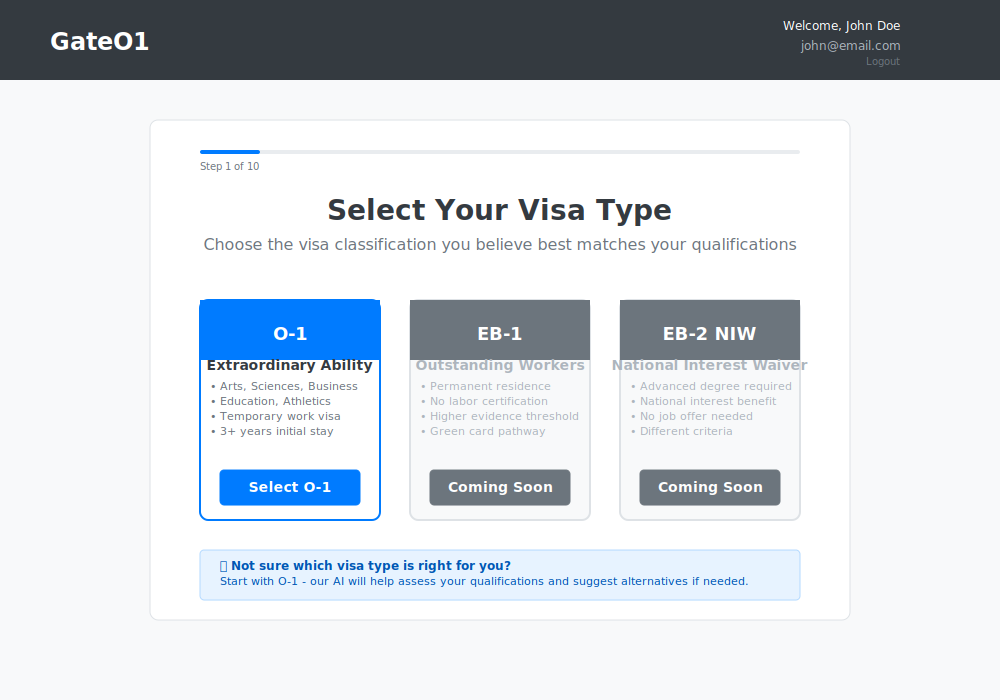 GateO1
Welcome, John Doe
john@email.com
Logout
Step 1 of 10
Select Your Visa Type
Choose the visa classification you believe best matches your qualifications
O-1
Extraordinary Ability
• Arts, Sciences, Business
• Education, Athletics
• Temporary work visa
• 3+ years initial stay
Select O-1
EB-1
Outstanding Workers
• Permanent residence
• No labor certification
• Higher evidence threshold
• Green card pathway
Coming Soon
EB-2 NIW
National Interest Waiver
• Advanced degree required
• National interest benefit
• No job offer needed
• Different criteria
Coming Soon
Not sure which visa type is right for you?
Start with O-1 - our AI will help assess your qualifications and suggest alternatives if needed.